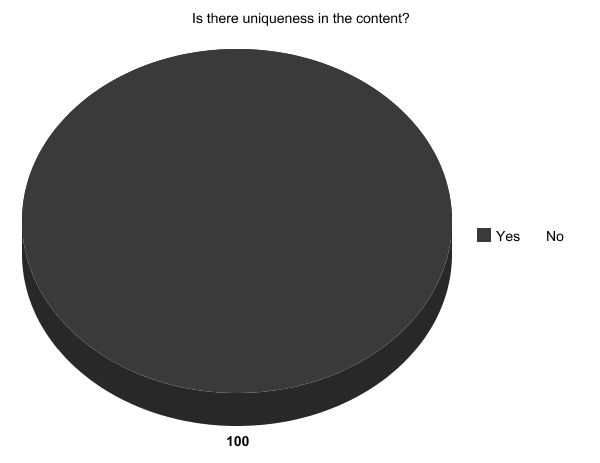 Is there uniqueness in the content?
Yes No
100